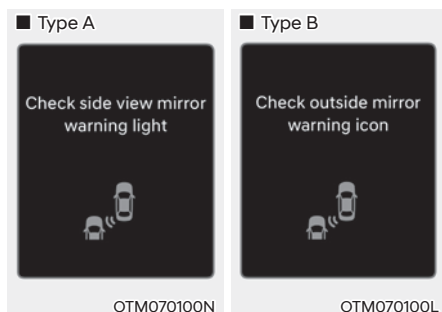 ■ Type A
Check side view mirror
warning light
OTM070100N
■ Type B
Check outside mirror
warning icon
OTM070100L